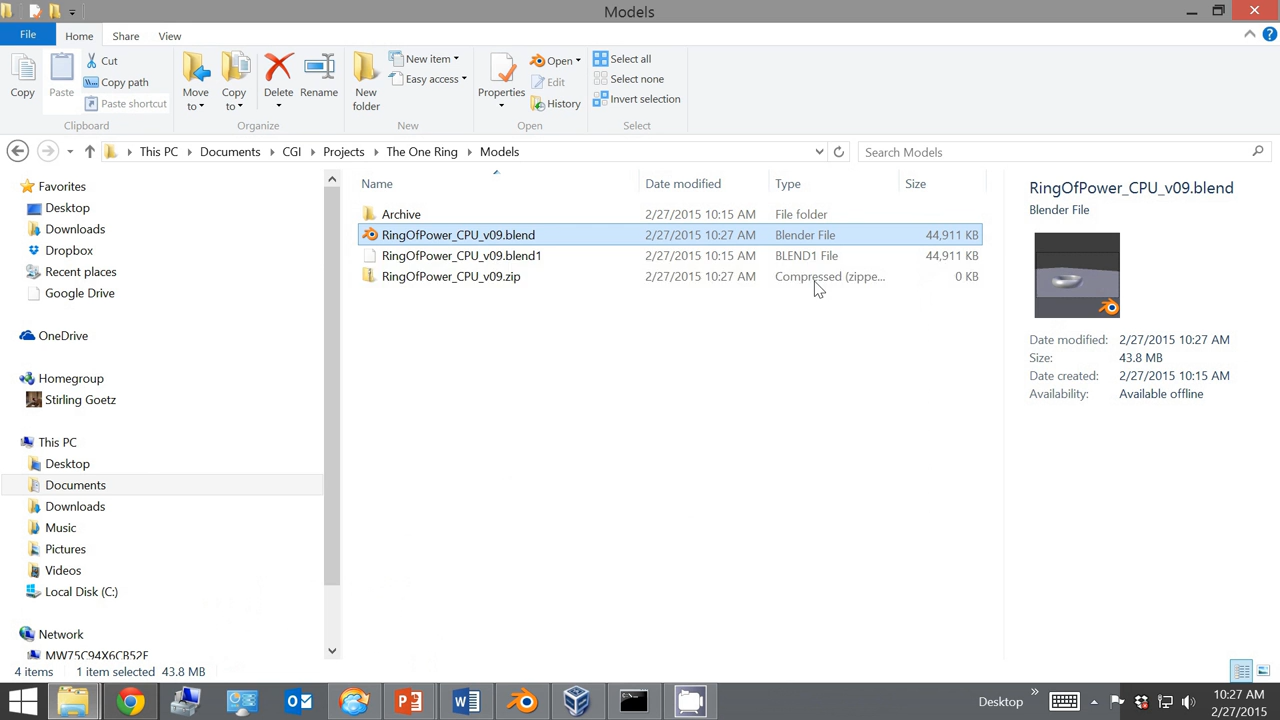 Models
File Home Share View
Copy
Paste
Cut
Copy path
Paste shortcut
Clipboard
Move to
Copy to
Delete
Rename
Organize
New folder
New item
Easy access
New
Properties
Open
Edit
History
Open
Select all
Select none
Invert selection
Select
This PC Documents CGI Projects The One Ring Models
Search Models
Favorites
Desktop
Downloads
Dropbox
Recent places
Google Drive
OneDrive
Homegroup
Stirling Goetz
This PC
Desktop
Documents
Downloads
Music
Pictures
Videos
Local Disk (C:)
Network
MW75C94X6CB52F
Name Date modified Type Size
Archive 2/27/2015 10:15 AM File folder
RingOfPower_CPU_v09.blend 2/27/2015 10:27 AM Blender File 44,911 KB
RingOfPower_CPU_v09.blend1 2/27/2015 10:15 AM BLEND1 File 44,911 KB
RingOfPower_CPU_v09.zip 2/27/2015 10:27 AM Compressed (zippe... 0 KB
RingOfPower_CPU_v09.blend
Blender File
Date modified: 2/27/2015 10:27 AM
Size: 43.8 MB
Date created: 2/27/2015 10:15 AM
Availability: Available offline
4 items 1 item selected 43.8 MB
Desktop
10:27 AM
2/27/2015